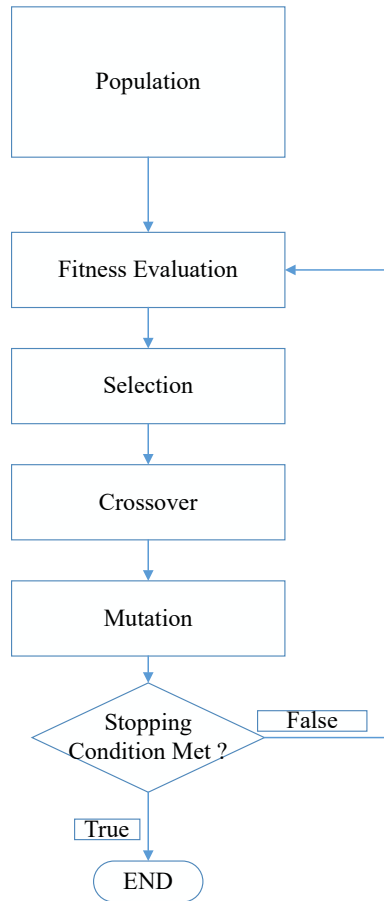 Population
Fitness Evaluation
Selection
Crossover
Mutation
Stopping
Condition Met ?
False
True
END